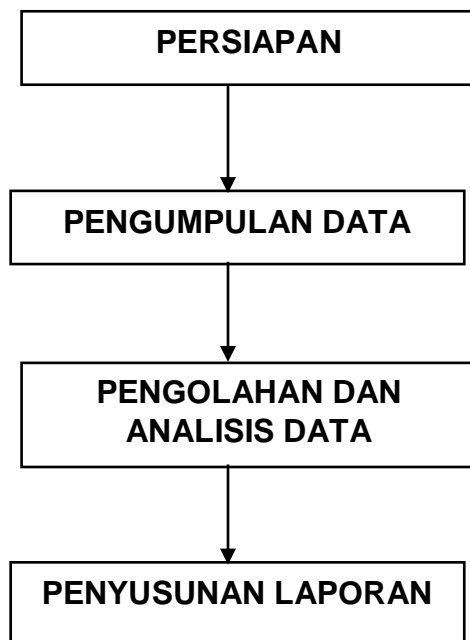 PERSIAPAN
PENGUMPULAN DATA
PENGOLAHAN DAN
ANALISIS DATA
PENYUSUNAN LAPORAN